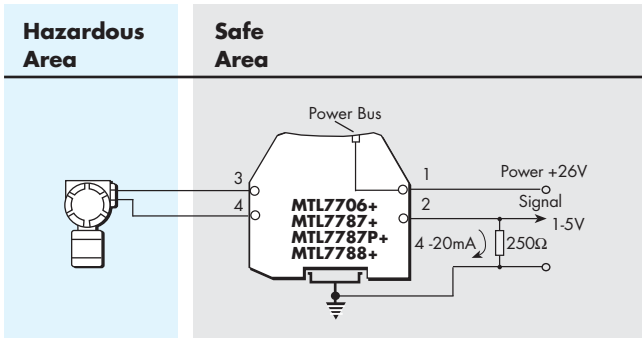 Hazardous
Area
Safe
Area
Power Bus
3
4
1
2
MTL7706+
MTL7787+
MTL7787P+
MTL7788+
Power +26V
Signal
1-5V
4 -20mA
250Ω